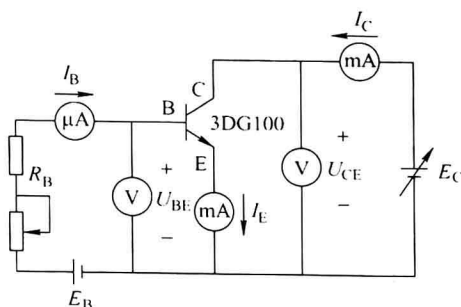 I_C
mA
I_B
μA
B
C
3DG100
E
R_B
V
+
U_BE
−
mA
I_E
V
+
U_CE
−
E_C
E_B